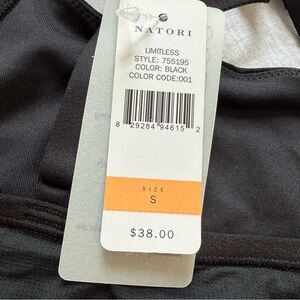 NATORI
LIMITLESS
STYLE: 755195
COLOR: BLACK
COLOR CODE:001
8 29284 94615 2
SIZE
S
$38.00